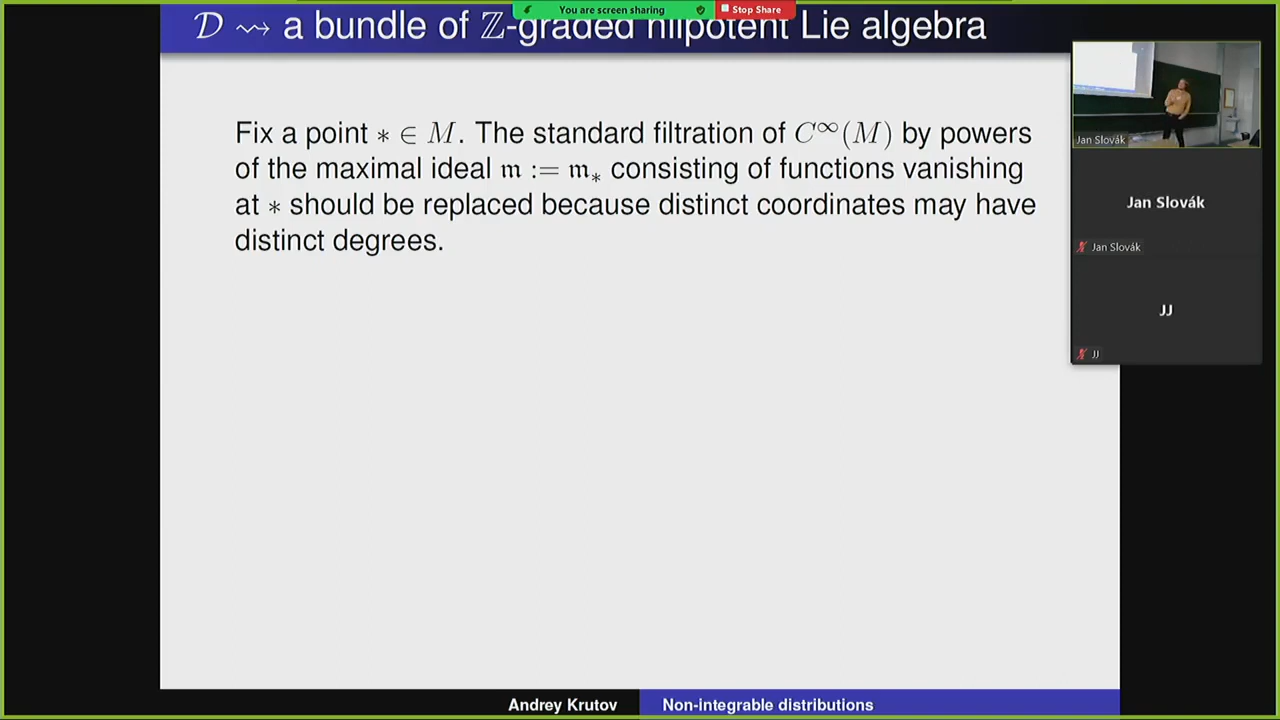 You are screen sharing
Stop Share
𝒟 ⇝ a bundle of ℤ-graded nilpotent Lie algebra
Fix a point ∗ ∈ M. The standard filtration of C∞(M) by powers
of the maximal ideal 𝔪 := 𝔪∗ consisting of functions vanishing
at ∗ should be replaced because distinct coordinates may have
distinct degrees.
Jan Slovák
Jan Slovák
Jan Slovák
JJ
JJ
Andrey Krutov
Non-integrable distributions